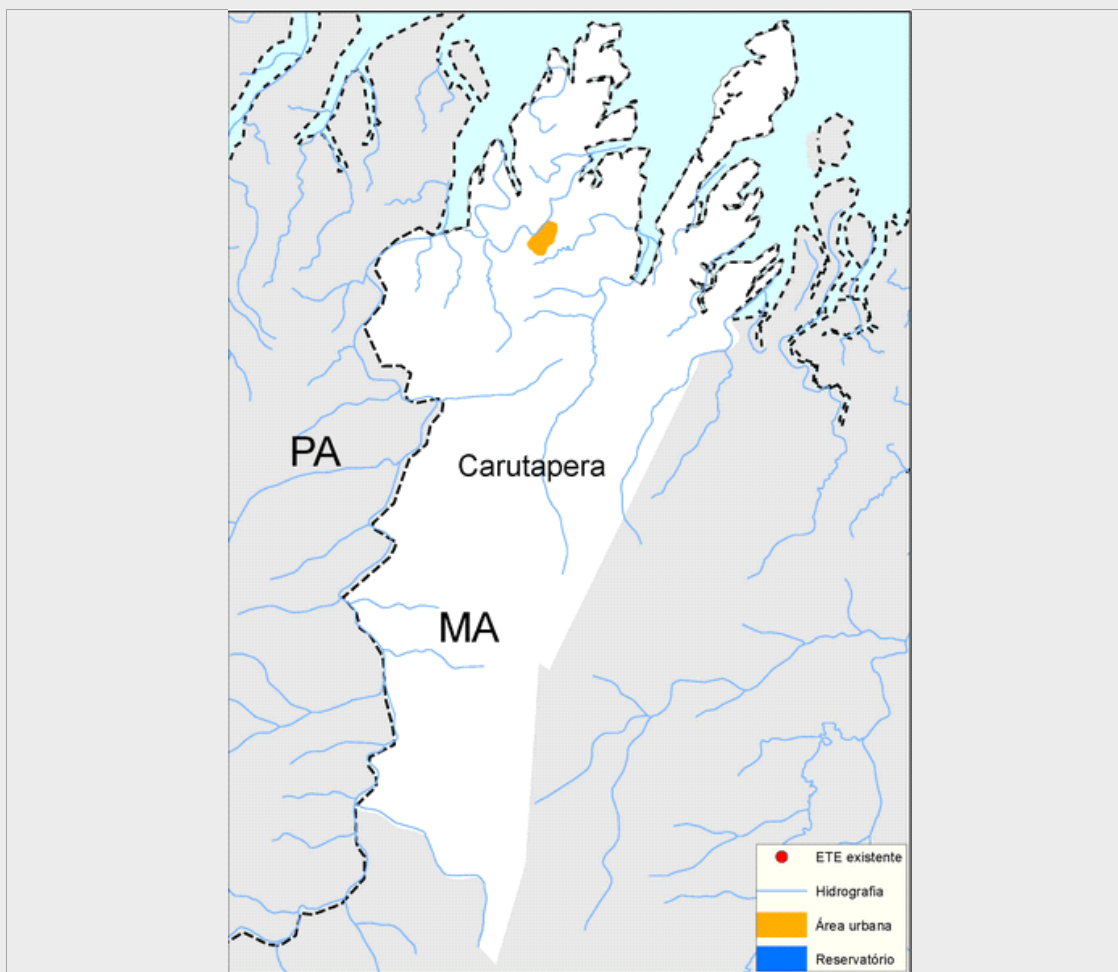 PA
Carutapera
MA
ETE existente
Hidrografia
Área urbana
Reservatório